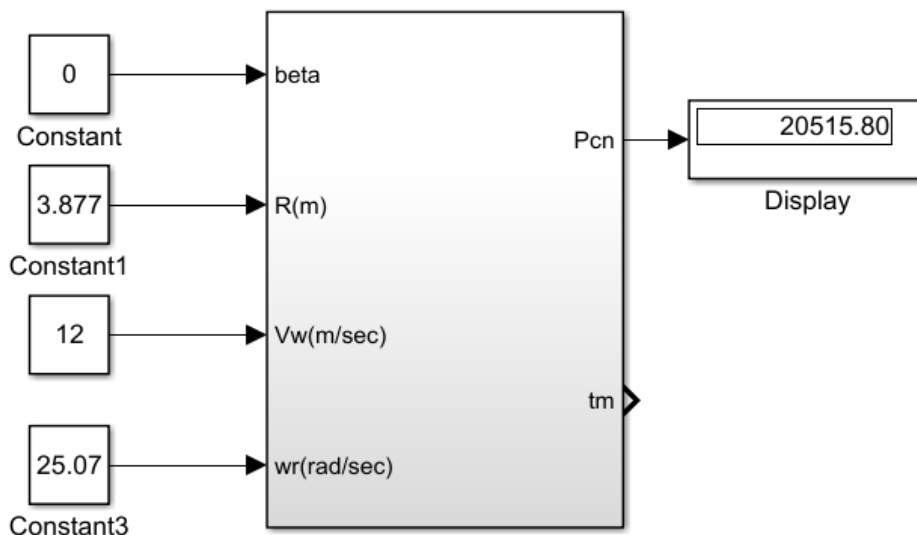 0
Constant
3.877
Constant1
12
25.07
Constant3
beta
R(m)
Vw(m/sec)
wr(rad/sec)
Pcn
tm
20515.80
Display